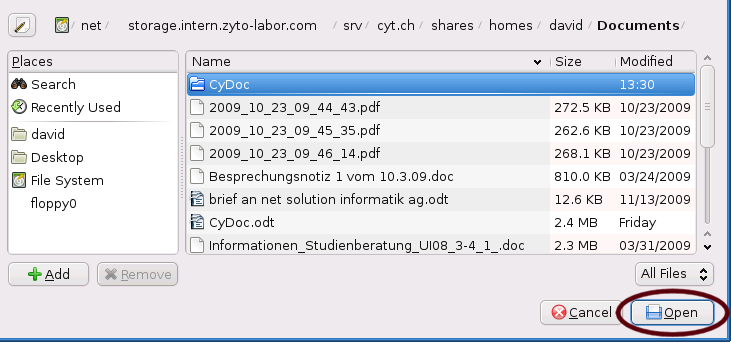 / net / storage.intern.zyto-labor.com / srv / cyt.ch / shares / homes / david / Documents /
Places
Search
Recently Used
david
Desktop
File System
floppy0
Name Size Modified
CyDoc 13:30
2009_10_23_09_44_43.pdf 272.5 KB 10/23/2009
2009_10_23_09_45_35.pdf 262.6 KB 10/23/2009
2009_10_23_09_46_14.pdf 268.1 KB 10/23/2009
Besprechungsnotiz 1 vom 10.3.09.doc 810.0 KB 03/24/2009
brief an net solution informatik ag.odt 12.6 KB 11/13/2009
CyDoc.odt 2.4 MB Friday
Informationen_Studienberatung_UI08_3-4_1_.doc 2.3 MB 03/31/2009
Add Remove All Files
Cancel Open